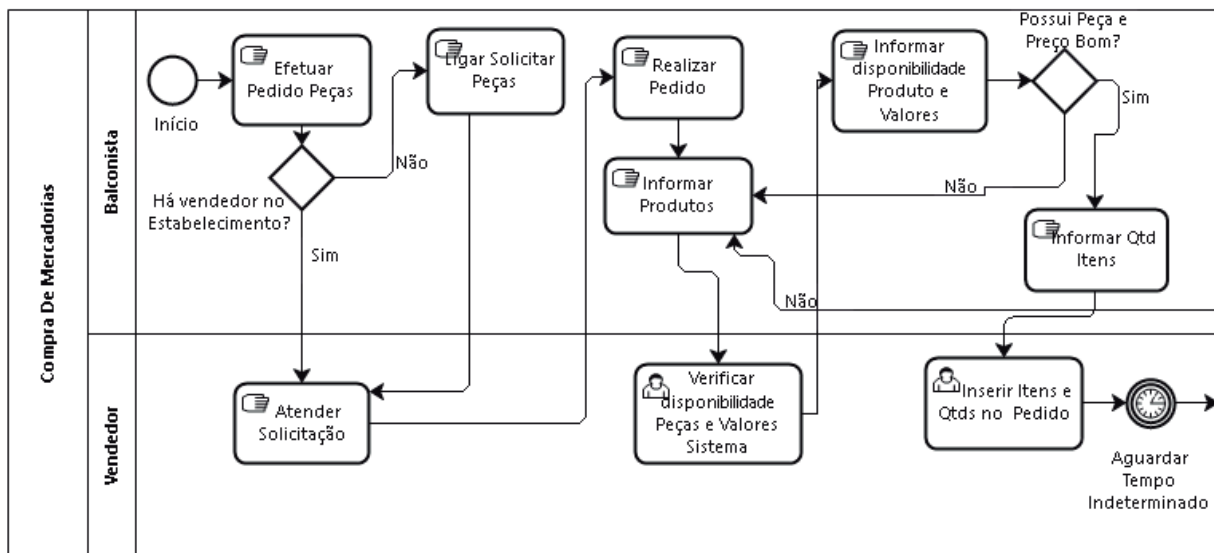 Compra De Mercadorias
Balconista
Início
Efetuar
Pedido Peças
Há vendedor no
Estabelecimento?
Não
Sim
Ligar Solicitar
Peças
Realizar
Pedido
Informar
Produtos
Informar
disponibilidade
Produto e
Valores
Possui Peça e
Preço Bom?
Sim
Não
Informar Qtd
Itens
Não
Vendedor
Atender
Solicitação
Verificar
disponibilidade
Peças e Valores
Sistema
Inserir Itens e
Qtds no Pedido
Aguardar
Tempo
Indeterminado